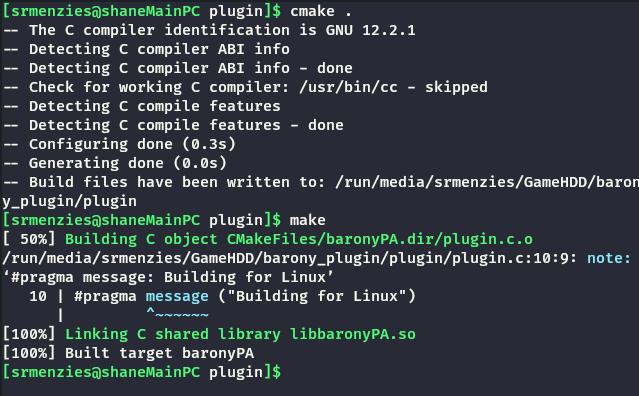 [srmenzies@shaneMainPC plugin]$ cmake .
-- The C compiler identification is GNU 12.2.1
-- Detecting C compiler ABI info
-- Detecting C compiler ABI info - done
-- Check for working C compiler: /usr/bin/cc - skipped
-- Detecting C compile features
-- Detecting C compile features - done
-- Configuring done (0.3s)
-- Generating done (0.0s)
-- Build files have been written to: /run/media/srmenzies/GameHDD/baron
y_plugin/plugin
[srmenzies@shaneMainPC plugin]$ make
[ 50%] Building C object CMakeFiles/baronyPA.dir/plugin.c.o
/run/media/srmenzies/GameHDD/barony_plugin/plugin/plugin.c:10:9: note:
‘#pragma message: Building for Linux’
   10 | #pragma message ("Building for Linux")
      |         ^~~~~~~
[100%] Linking C shared library libbaronyPA.so
[100%] Built target baronyPA
[srmenzies@shaneMainPC plugin]$